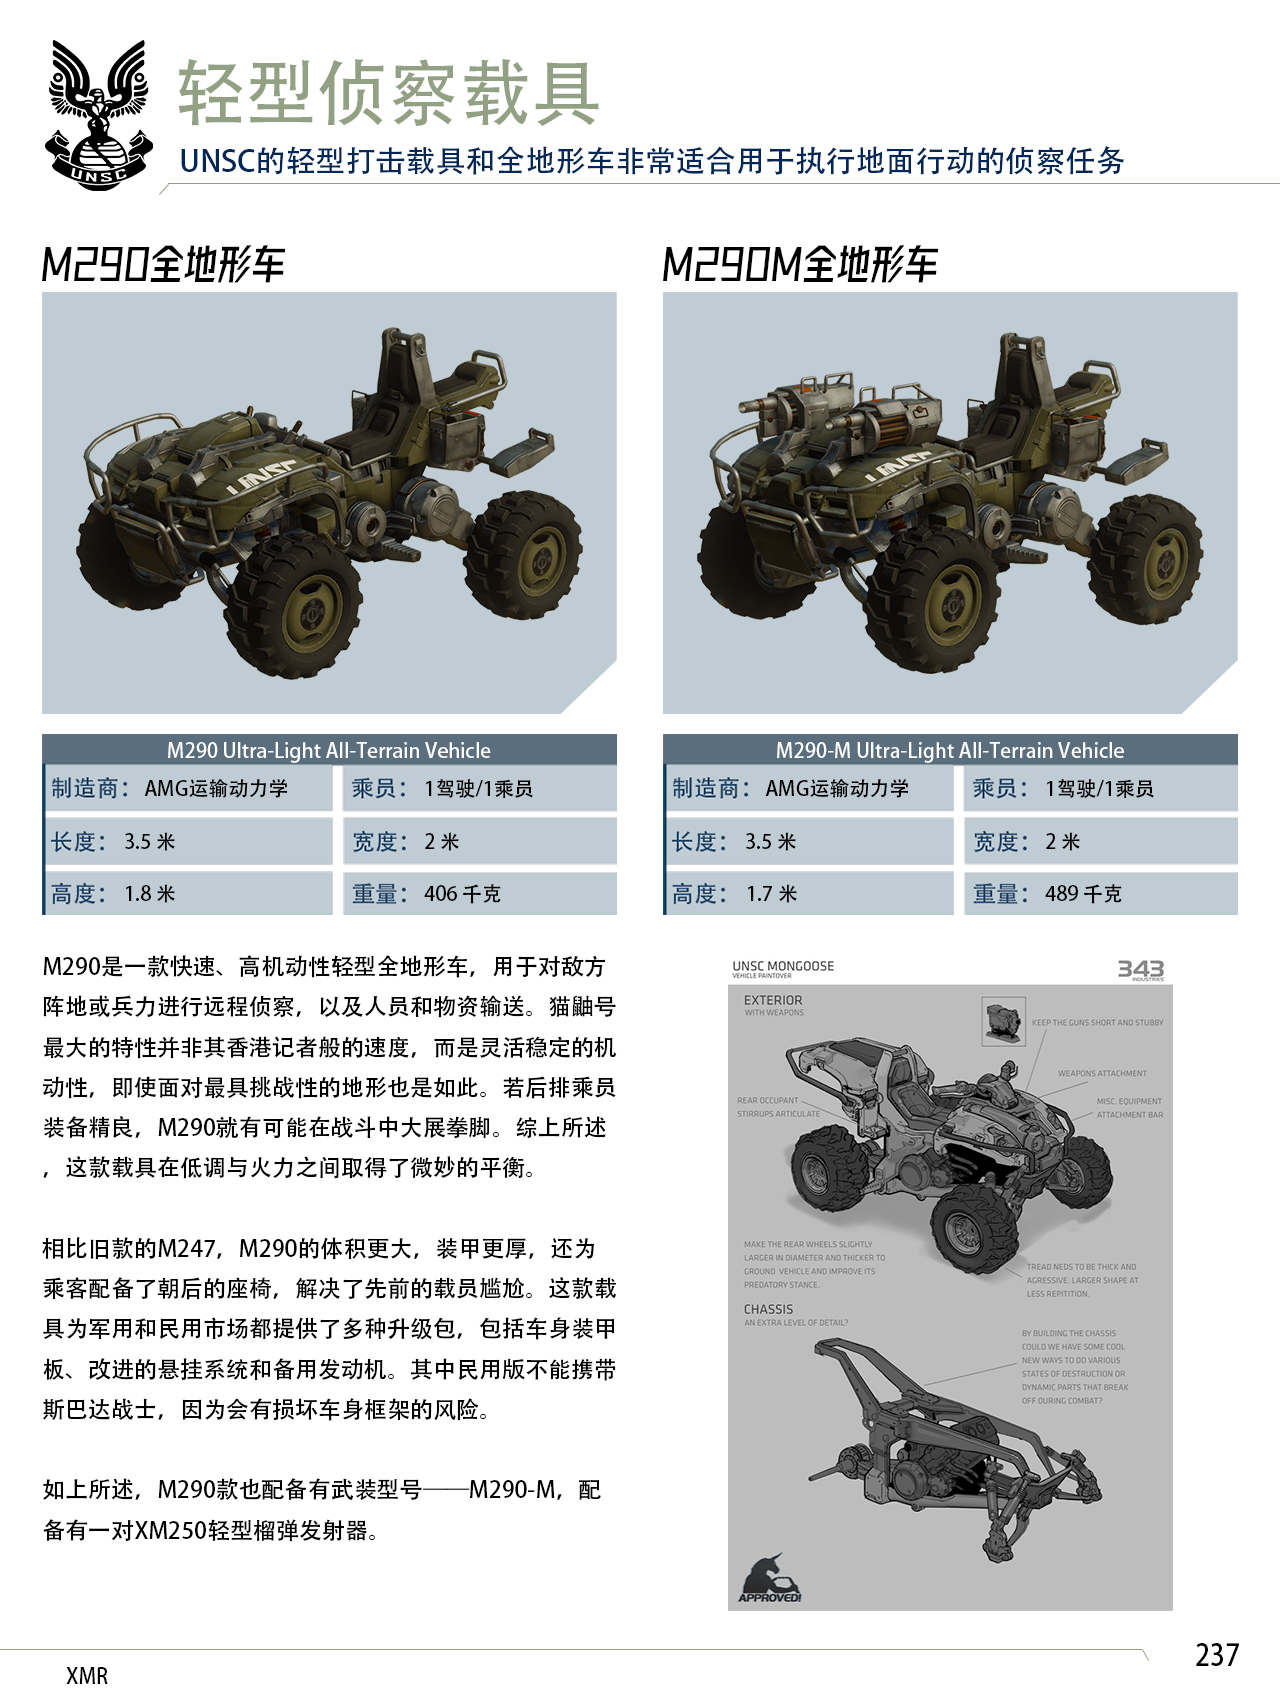 UNSC
轻型侦察载具
UNSC的轻型打击载具和全地形车非常适合用于执行地面行动的侦察任务
M290全地形车
UNSC
M290 Ultra-Light All-Terrain Vehicle
制造商： AMG运输动力学
乘员： 1驾驶/1乘员
长度： 3.5 米
宽度： 2 米
高度： 1.8 米
重量： 406 千克
M290M全地形车
UNSC
M290-M Ultra-Light All-Terrain Vehicle
制造商： AMG运输动力学
乘员： 1驾驶/1乘员
长度： 3.5 米
宽度： 2 米
高度： 1.7 米
重量： 489 千克
M290是一款快速、高机动性轻型全地形车，用于对敌方
阵地或兵力进行远程侦察，以及人员和物资输送。猫鼬号
最大的特性并非其香港记者般的速度，而是灵活稳定的机
动性，即使面对最具挑战性的地形也是如此。若后排乘员
装备精良，M290就有可能在战斗中大展拳脚。综上所述
，这款载具在低调与火力之间取得了微妙的平衡。
相比旧款的M247，M290的体积更大，装甲更厚，还为
乘客配备了朝后的座椅，解决了先前的载员尴尬。这款载
具为军用和民用市场都提供了多种升级包，包括车身装甲
板、改进的悬挂系统和备用发动机。其中民用版不能携带
斯巴达战士，因为会有损坏车身框架的风险。
如上所述，M290款也配备有武装型号——M290-M，配
备有一对XM250轻型榴弹发射器。
UNSC MONGOOSE
VEHICLE PAINTOVER
343
INDUSTRIES
EXTERIOR
WITH WEAPONS
KEEP THE GUNS SHORT AND STUBBY
WEAPONS ATTACHMENT
REAR OCCUPANT
STIRRUPS ARTICULATE
MISC. EQUIPMENT
ATTACHMENT BAR
MAKE THE REAR WHEELS SLIGHTLY
LARGER IN DIAMETER AND THICKER TO
GROUND VEHICLE AND IMPROVE ITS
PREDATORY STANCE.
TREAD NEDS TO BE THICK AND
AGRESSIVE. LARGER SHAPE AT
LESS REPITITION.
CHASSIS
AN EXTRA LEVEL OF DETAIL?
BY BUILDING THE CHASSIS
COULD WE HAVE SOME COOL
NEW WAYS TO DO VARIOUS
STATES OF DESTRUCTION OR
DYNAMIC PARTS THAT BREAK
OFF DURING COMBAT?
APPROVED!
237
XMR